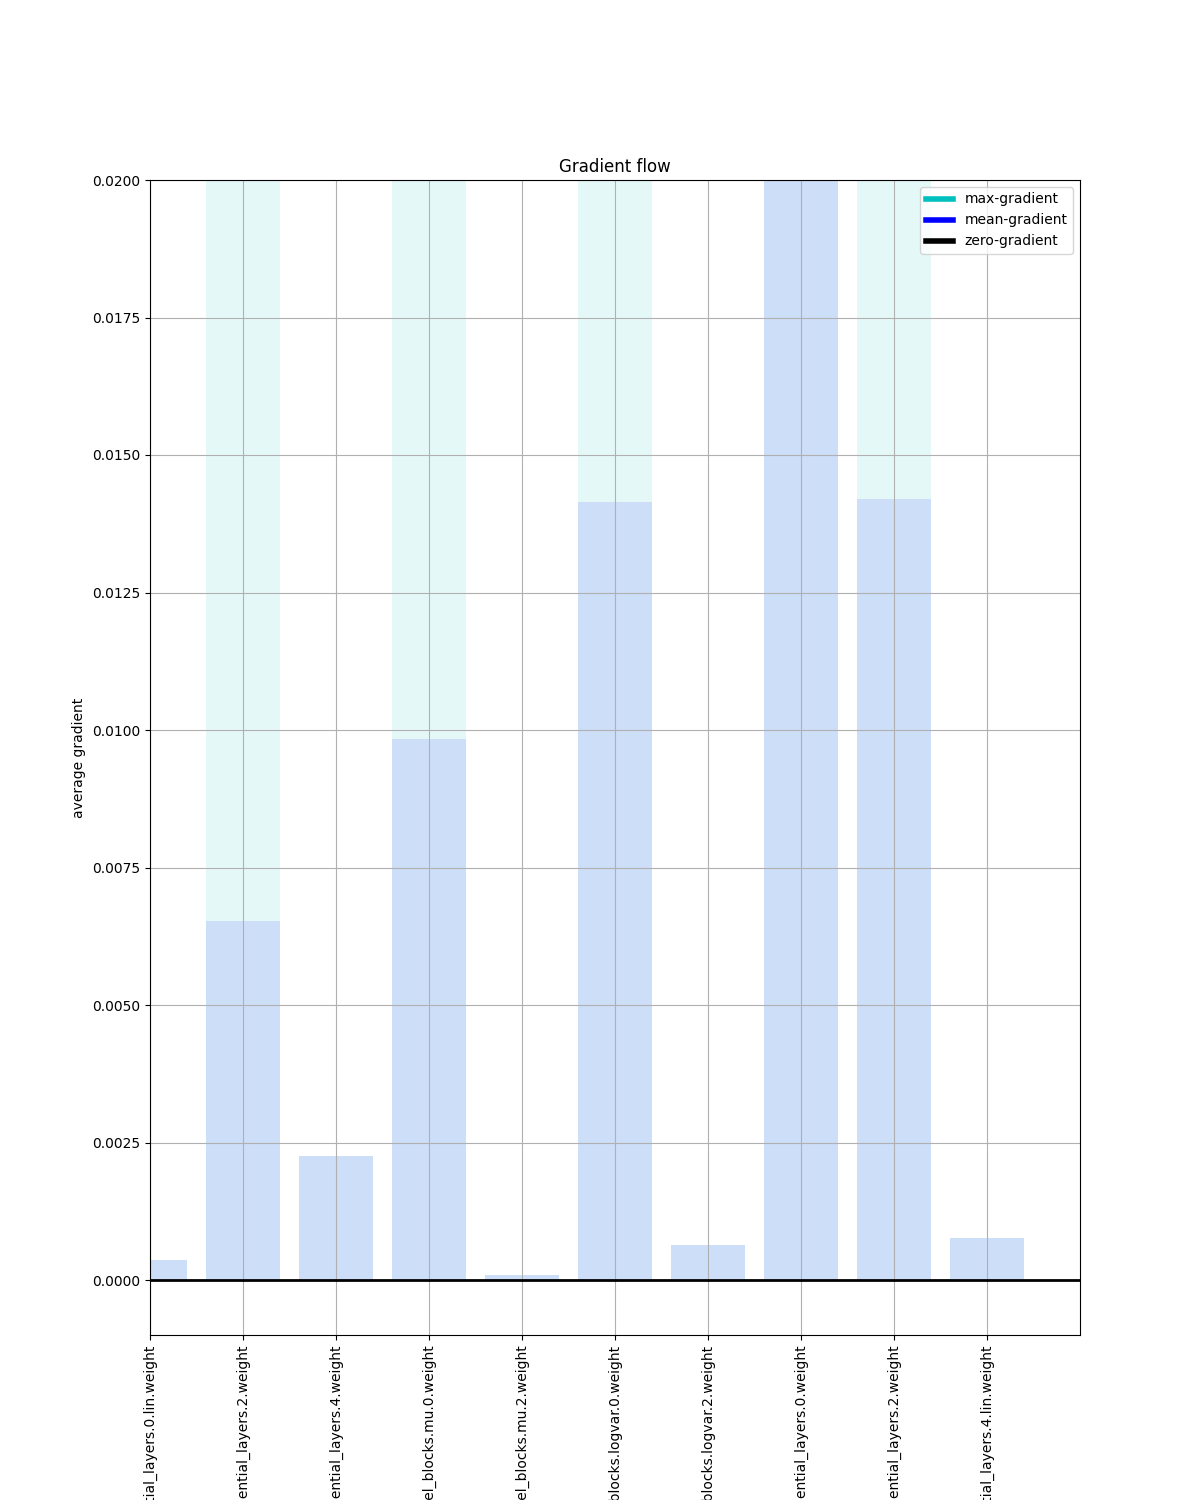 Gradient flow
max-gradient
mean-gradient
zero-gradient
0.0200
0.0175
0.0150
0.0125
0.0100
0.0075
0.0050
0.0025
0.0000
average gradient
tial_layers.0.lin.weight
ential_layers.2.weight
ential_layers.4.weight
el_blocks.mu.0.weight
el_blocks.mu.2.weight
blocks.logvar.0.weight
blocks.logvar.2.weight
ential_layers.0.weight
ential_layers.2.weight
tial_layers.4.lin.weight